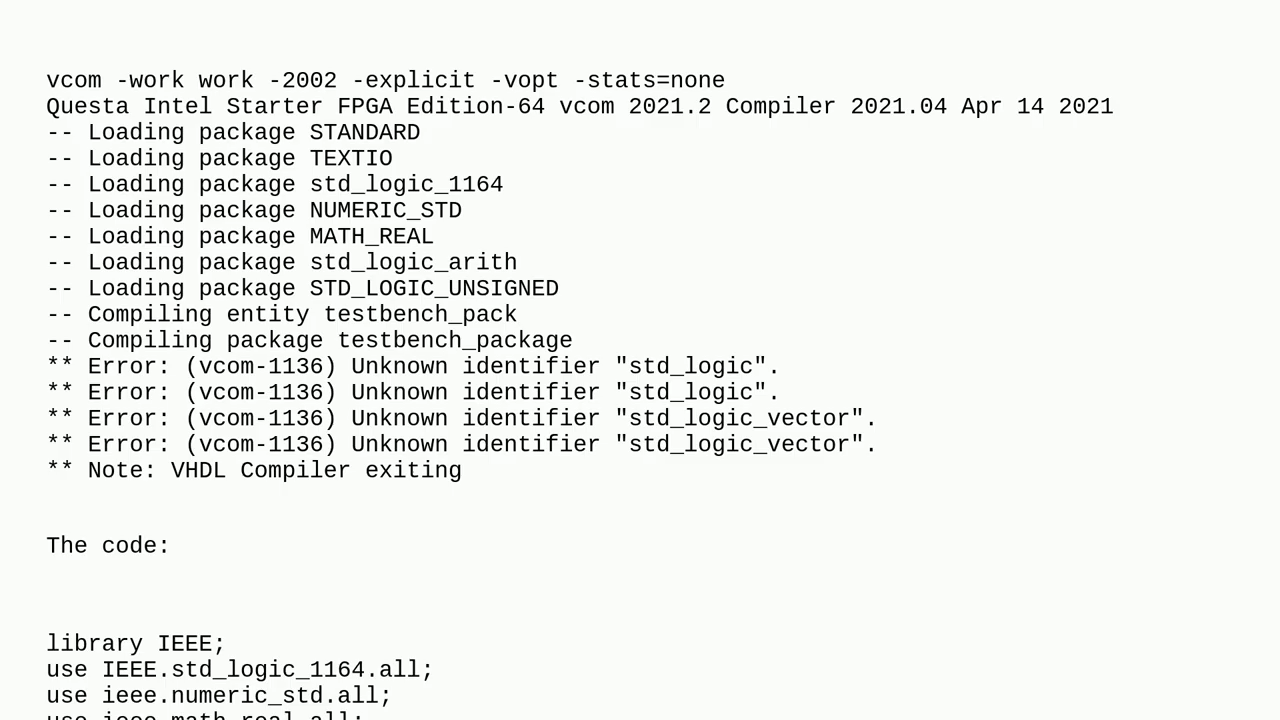 vcom -work work -2002 -explicit -vopt -stats=none
Questa Intel Starter FPGA Edition-64 vcom 2021.2 Compiler 2021.04 Apr 14 2021
-- Loading package STANDARD
-- Loading package TEXTIO
-- Loading package std_logic_1164
-- Loading package NUMERIC_STD
-- Loading package MATH_REAL
-- Loading package std_logic_arith
-- Loading package STD_LOGIC_UNSIGNED
-- Compiling entity testbench_pack
-- Compiling package testbench_package
** Error: (vcom-1136) Unknown identifier "std_logic".
** Error: (vcom-1136) Unknown identifier "std_logic".
** Error: (vcom-1136) Unknown identifier "std_logic_vector".
** Error: (vcom-1136) Unknown identifier "std_logic_vector".
** Note: VHDL Compiler exiting
The code:
library IEEE;
use IEEE.std_logic_1164.all;
use ieee.numeric_std.all;
use ieee.math_real.all;